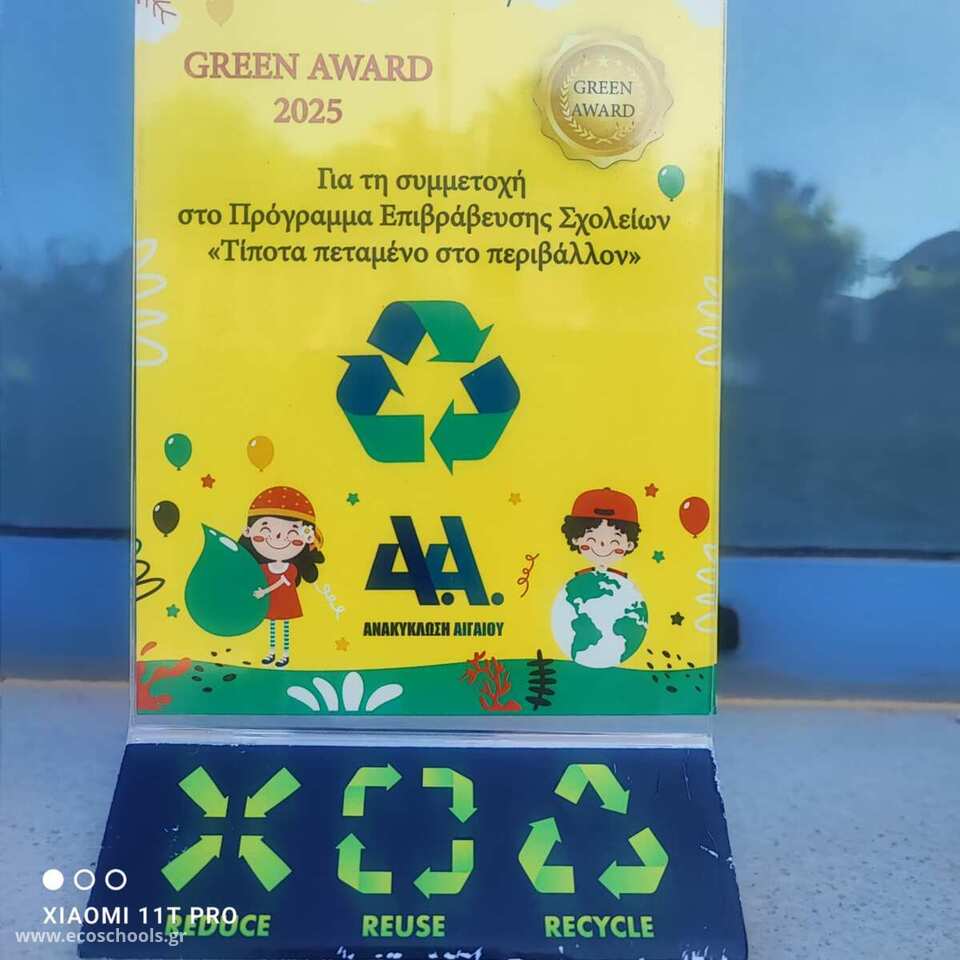 GREEN AWARD
2025
GREEN
AWARD
Για τη συμμετοχή
στο Πρόγραμμα Επιβράβευσης Σχολείων
«Τίποτα πεταμένο στο περιβάλλον»
Α.Α.
ΑΝΑΚΥΚΛΩΣΗ ΑΙΓΑΙΟΥ
REDUCE
REUSE
RECYCLE
XIAOMI 11T PRO
www.ecoschools.gr